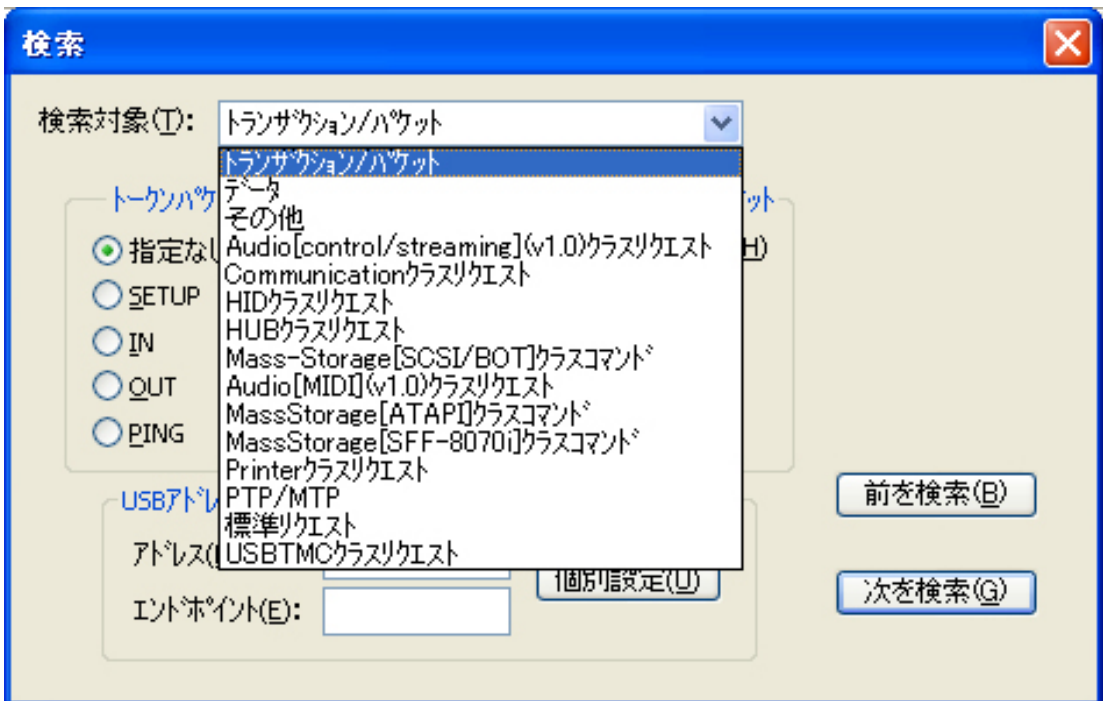 検索
検索対象(T): トランザクション/パケット
トランザクション/パケット
データ
その他
Audio[control/streaming](v1.0)クラスリクエスト
Communicationクラスリクエスト
HIDクラスリクエスト
HUBクラスリクエスト
Mass-Storage[SCSI/BOT]クラスコマンド
Audio[MIDI](v1.0)クラスリクエスト
MassStorage[ATAPI]クラスコマンド
MassStorage[SFF-8070i]クラスコマンド
Printerクラスリクエスト
PTP/MTP
標準リクエスト
USBTMCクラスリクエスト
トークンパケ
ット
指定なし
H)
SETUP
IN
OUT
PING
USBアドレ
アドレス(
エンドポイント(E):
個別設定(U)
前を検索(B)
次を検索(G)